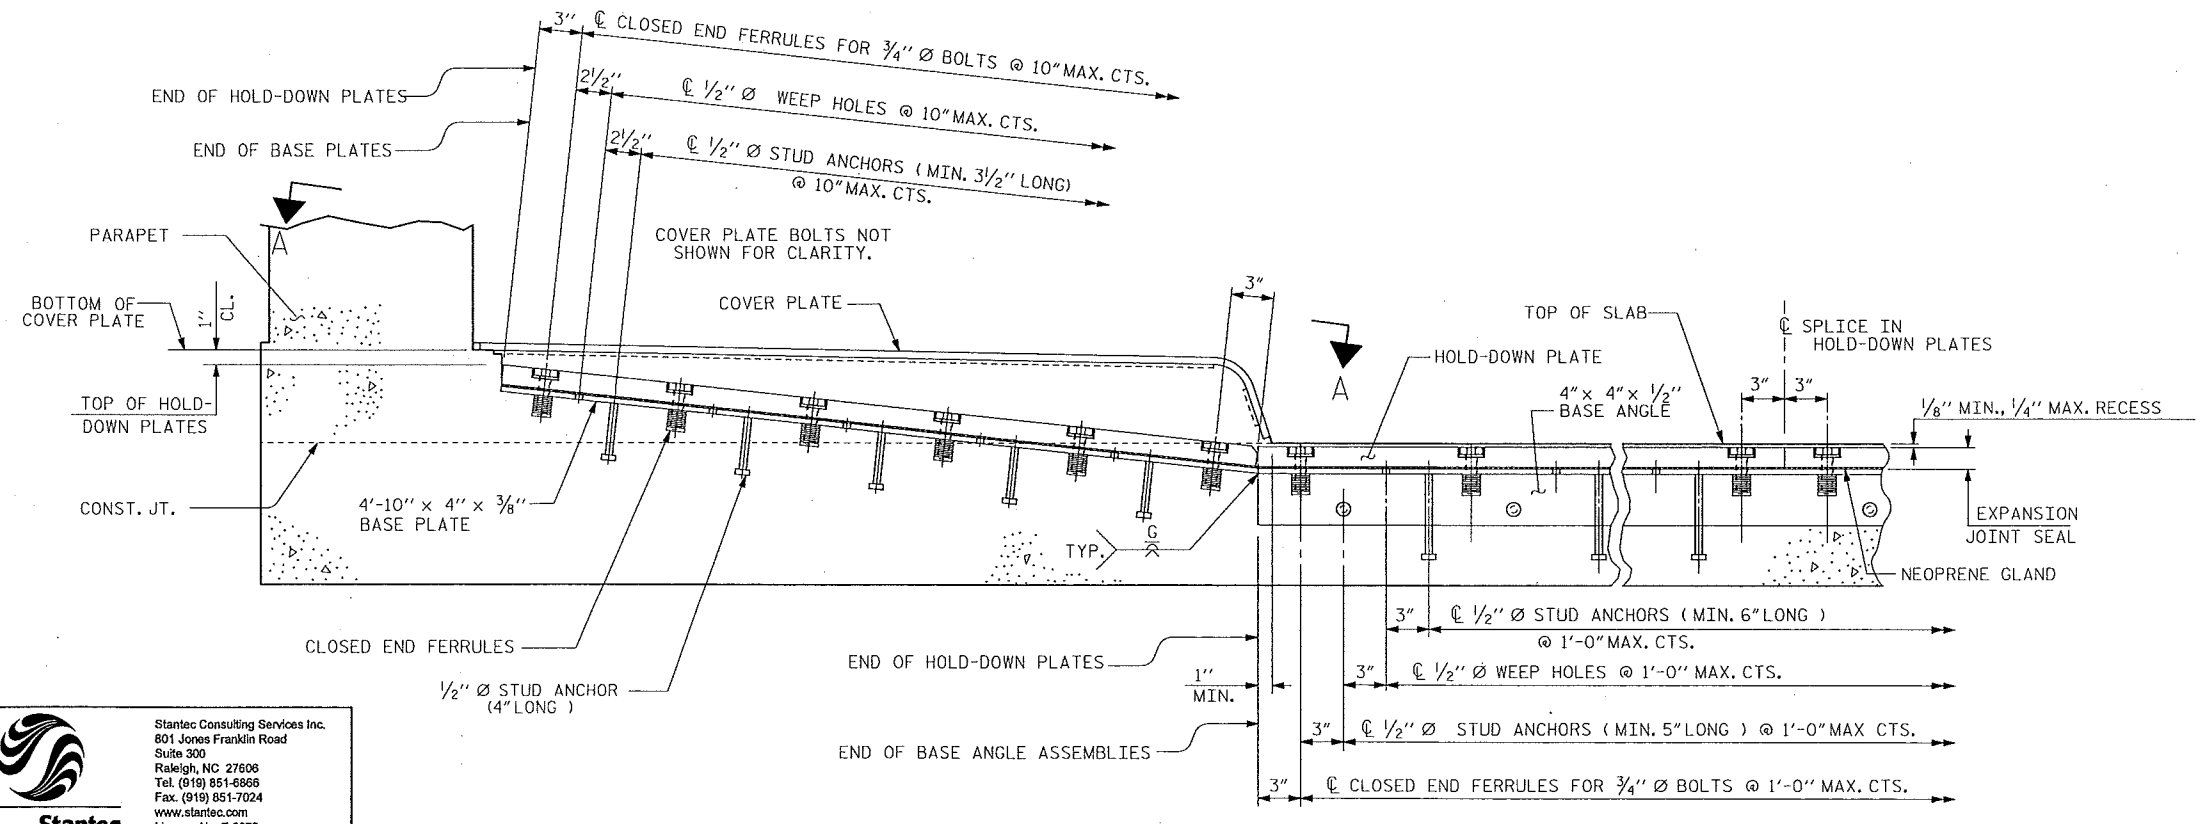 3" ℄ CLOSED END FERRULES FOR 3/4" Ø BOLTS @ 10" MAX. CTS.
END OF HOLD-DOWN PLATES
2 1/2" ℄ 1/2" Ø WEEP HOLES @ 10" MAX. CTS.
END OF BASE PLATES
2 1/2" ℄ 1/2" Ø STUD ANCHORS (MIN. 3 1/2" LONG)
@ 10" MAX. CTS.
A
PARAPET
COVER PLATE BOLTS NOT
SHOWN FOR CLARITY.
BOTTOM OF
COVER PLATE
1"
CL.
COVER PLATE
3"
TOP OF SLAB
℄ SPLICE IN
HOLD-DOWN PLATES
HOLD-DOWN PLATE
A
4" x 4" x 1/2"
BASE ANGLE
3" 3"
1/8" MIN., 1/4" MAX. RECESS
TOP OF HOLD-
DOWN PLATES
CONST. JT.
4'-10" x 4" x 3/8"
BASE PLATE
TYP.
G
EXPANSION
JOINT SEAL
NEOPRENE GLAND
CLOSED END FERRULES
1/2" Ø STUD ANCHOR
(4" LONG )
3" ℄ 1/2" Ø STUD ANCHORS ( MIN. 6" LONG )
@ 1'-0" MAX. CTS.
END OF HOLD-DOWN PLATES
1"
MIN.
3" ℄ 1/2" Ø WEEP HOLES @ 1'-0" MAX. CTS.
3" ℄ 1/2" Ø STUD ANCHORS ( MIN. 5" LONG ) @ 1'-0" MAX CTS.
END OF BASE ANGLE ASSEMBLIES
3" ℄ CLOSED END FERRULES FOR 3/4" Ø BOLTS @ 1'-0" MAX. CTS.
Stantec Consulting Services Inc.
801 Jones Franklin Road
Suite 300
Raleigh, NC 27606
Tel. (919) 851-6866
Fax. (919) 851-7024
www.stantec.com
Stantec